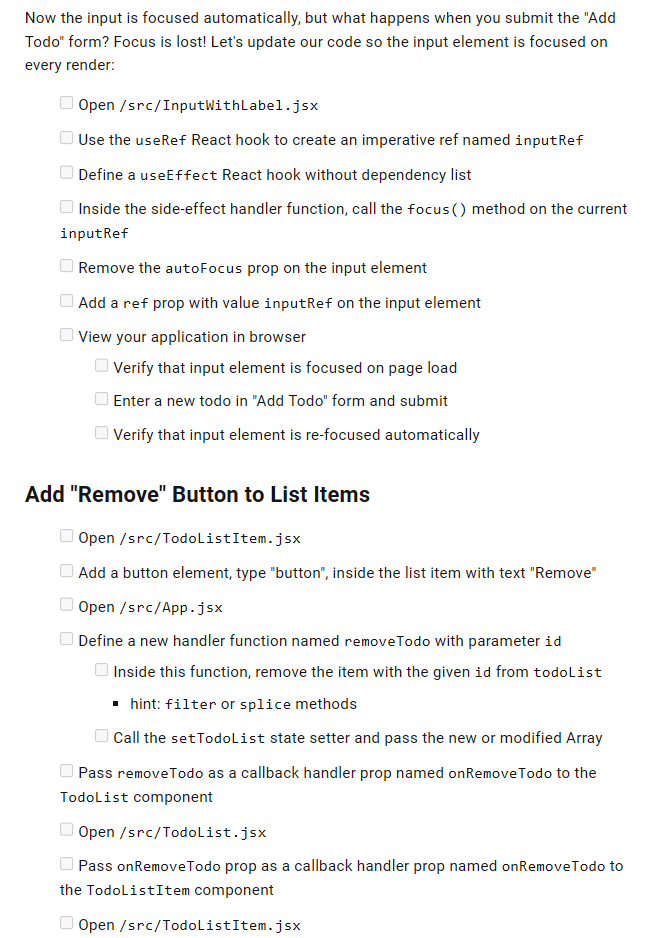 Now the input is focused automatically, but what happens when you submit the "Add
Todo" form? Focus is lost! Let's update our code so the input element is focused on
every render:
Open /src/InputWithLabel.jsx
Use the useRef React hook to create an imperative ref named inputRef
Define a useEffect React hook without dependency list
Inside the side-effect handler function, call the focus() method on the current
inputRef
Remove the autoFocus prop on the input element
Add a ref prop with value inputRef on the input element
View your application in browser
Verify that input element is focused on page load
Enter a new todo in "Add Todo" form and submit
Verify that input element is re-focused automatically
Add "Remove" Button to List Items
Open /src/TodoListItem.jsx
Add a button element, type "button", inside the list item with text "Remove"
Open /src/App.jsx
Define a new handler function named removeTodo with parameter id
Inside this function, remove the item with the given id from todoList
hint: filter or splice methods
Call the setTodoList state setter and pass the new or modified Array
Pass removeTodo as a callback handler prop named onRemoveTodo to the
TodoList component
Open /src/TodoList.jsx
Pass onRemoveTodo prop as a callback handler prop named onRemoveTodo to
the TodoListItem component
Open /src/TodoListItem.jsx